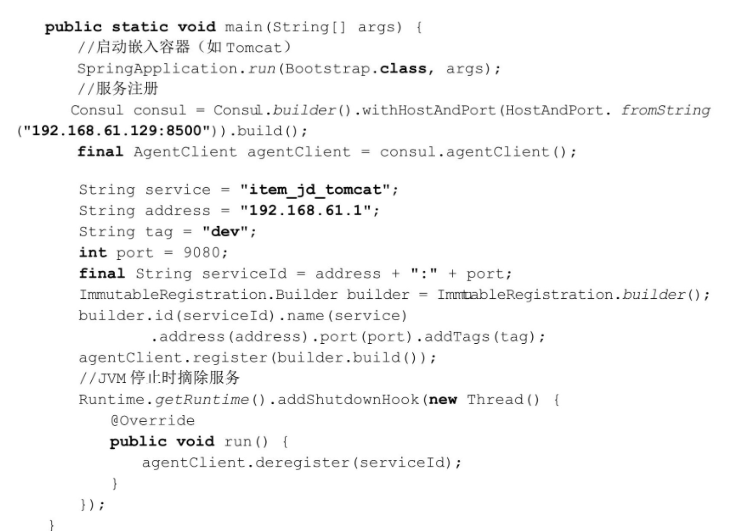 public static void main(String[] args) {
//启动嵌入容器（如 Tomcat）
SpringApplication.run(Bootstrap.class, args);
//服务注册
Consul consul = Consul.builder().withHostAndPort(HostAndPort. fromString
("192.168.61.129:8500")).build();
final AgentClient agentClient = consul.agentClient();
String service = "item_jd_tomcat";
String address = "192.168.61.1";
String tag = "dev";
int port = 9080;
final String serviceId = address + ":" + port;
ImmutableRegistration.Builder builder = ImmutableRegistration.builder();
builder.id(serviceId).name(service)
.address(address).port(port).addTags(tag);
agentClient.register(builder.build());
//JVM 停止时摘除服务
Runtime.getRuntime().addShutdownHook(new Thread() {
@Override
public void run() {
agentClient.deregister(serviceId);
}
});
}